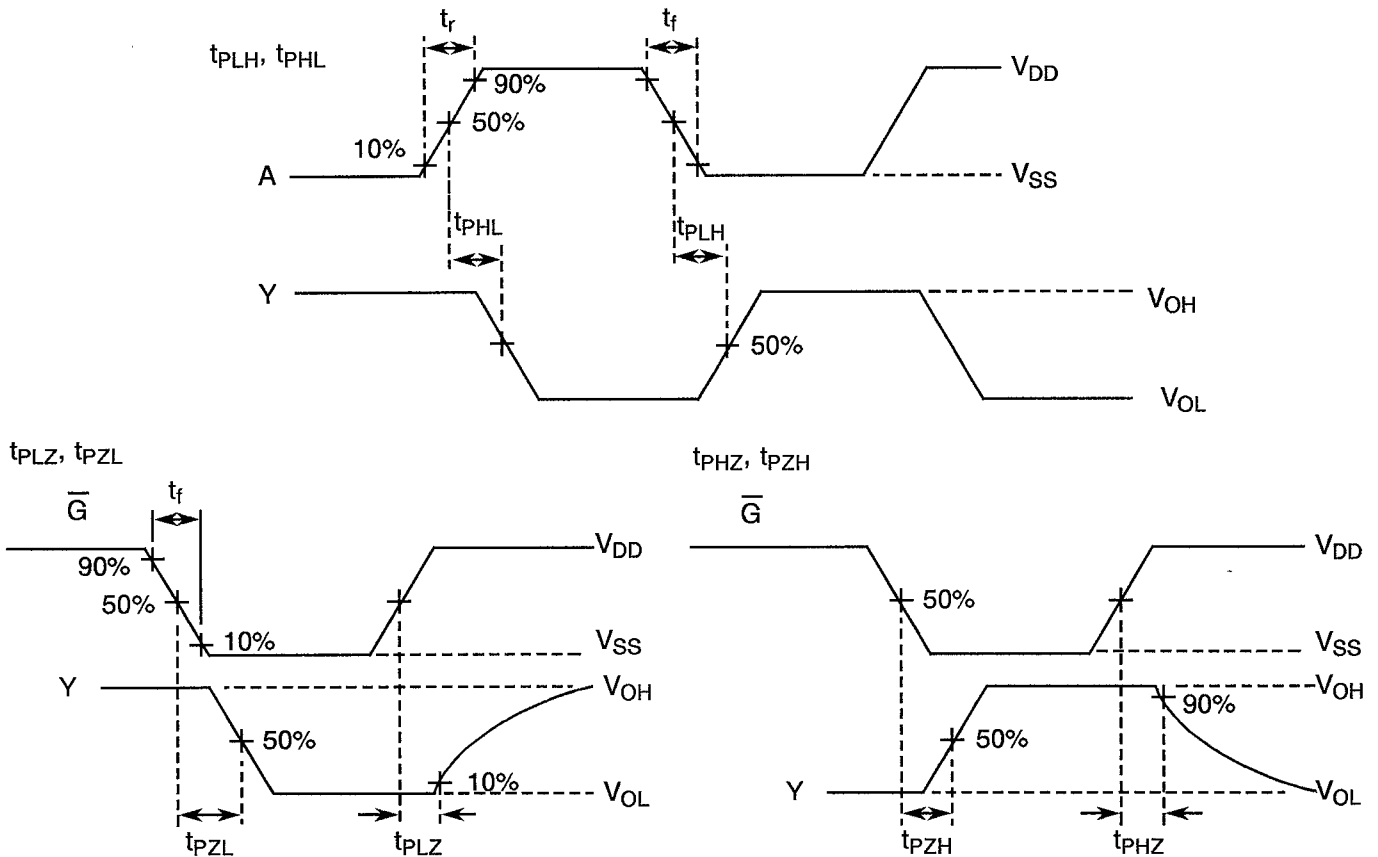 tr tf
tPLH, tPHL
90% VDD
50%
10%
A VSS
tPHL tPLH
Y VOH
50%
VOL
tPLZ, tPZL
G̅ tf
90% VDD
50%
10% VSS
Y VOH
50%
10%
VOL
tPZL tPLZ
tPHZ, tPZH
G̅
VDD
50%
VSS
VOH
90%
50%
Y VOL
tPZH tPHZ